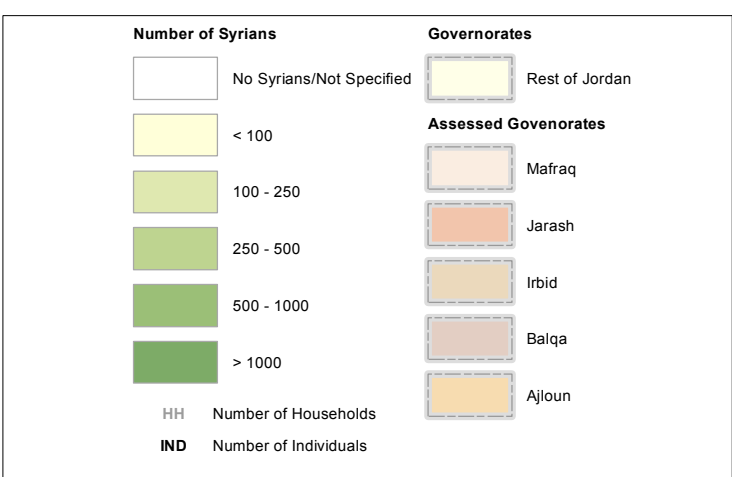 Number of Syrians
No Syrians/Not Specified
< 100
100 - 250
250 - 500
500 - 1000
> 1000
HH Number of Households
IND Number of Individuals
Governorates
Rest of Jordan
Assessed Govenorates
Mafraq
Jarash
Irbid
Balqa
Ajloun